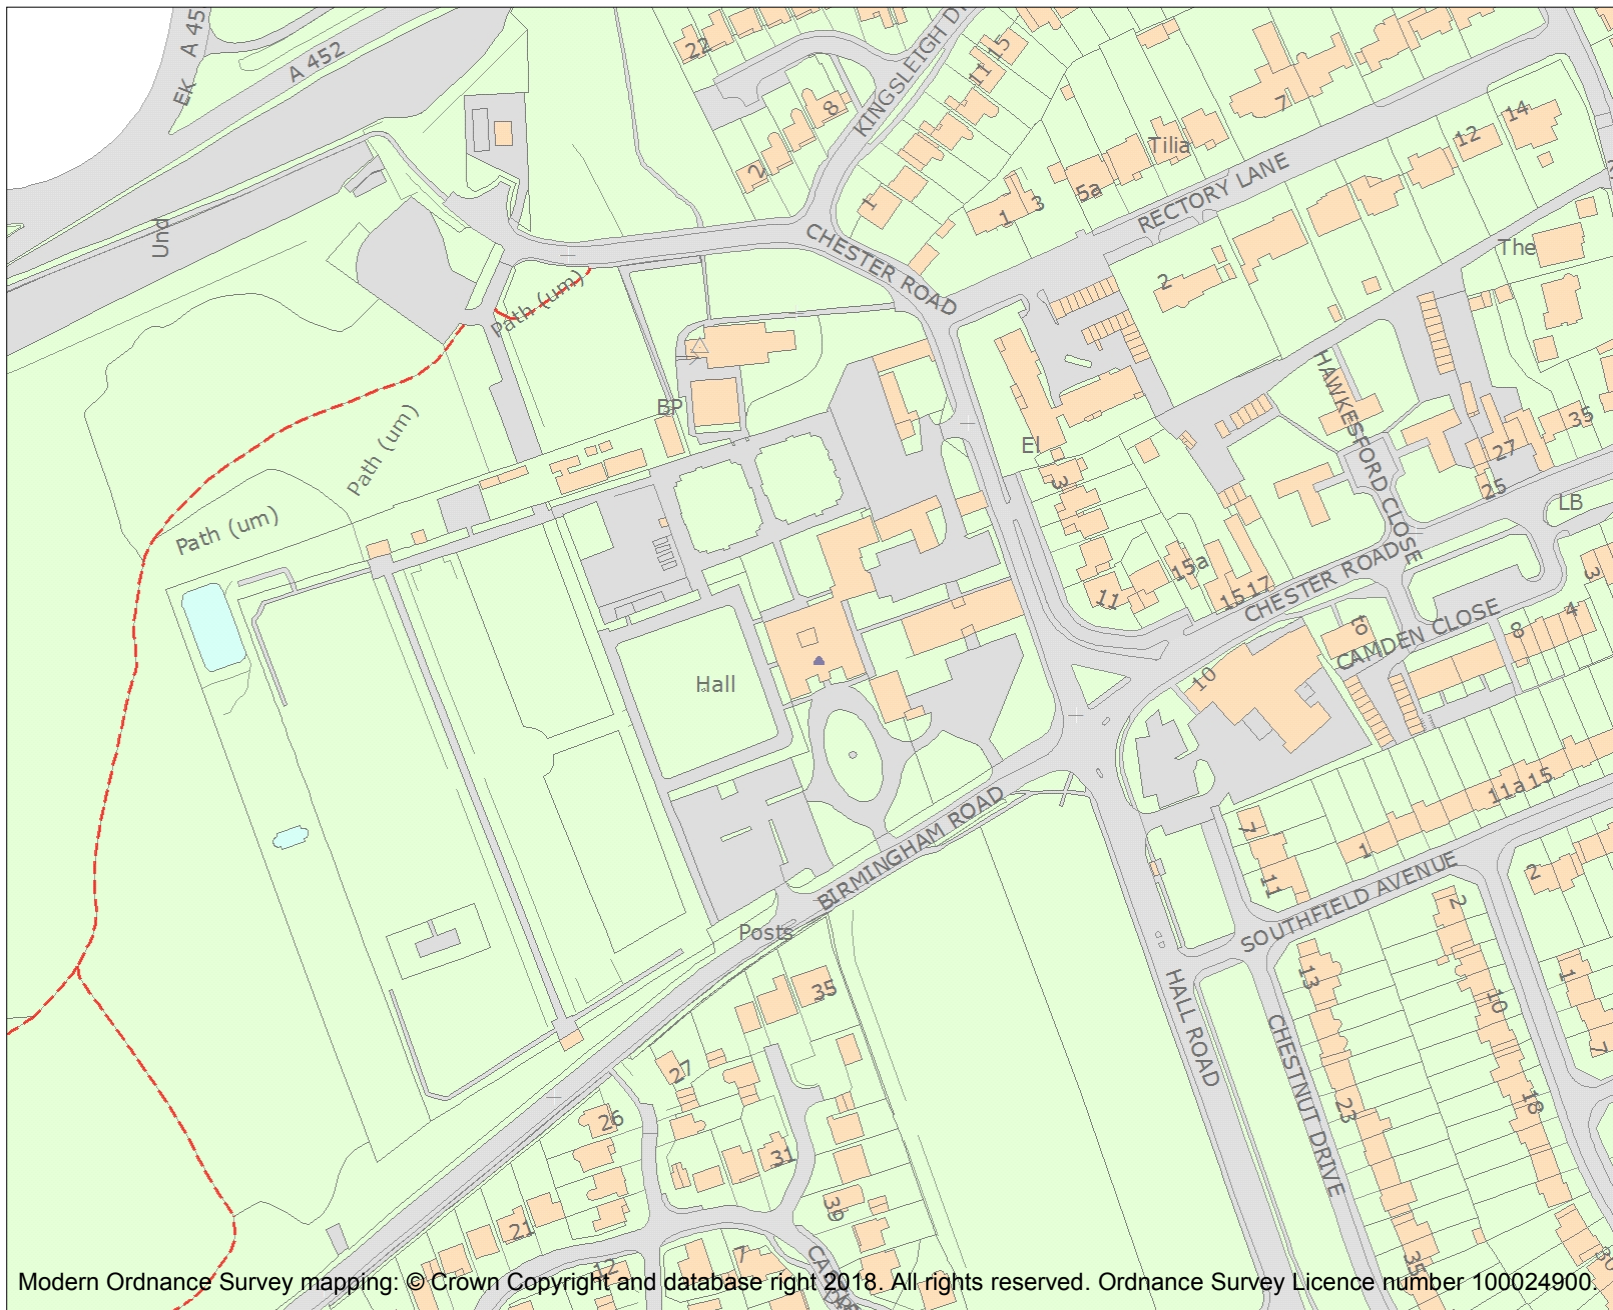 EK A 45
A 452
22
KINGSLEIGH D
15
11
8
2
1
7
14
12
Tilia
5a
3
1
RECTORY LANE
Und
CHESTER ROAD
The
2
Path (um)
HAWKESFORD CLOSE
BP
Path (um)
El
3
35
27
25
LB
Path (um)
15a
11
15
17
CHESTER ROAD
3
4
8
to
CAMDEN CLOSE
Hall
10
11a
15
7
1
BIRMINGHAM ROAD
11
2
SOUTHFIELD AVENUE
2
Posts
35
13
1
10
7
HALL ROAD
CHESTNUT DRIVE
27
26
23
18
31
39
21
7
12
35
Modern Ordnance Survey mapping: © Crown Copyright and database right 2018. All rights reserved. Ordnance Survey Licence number 100024900.